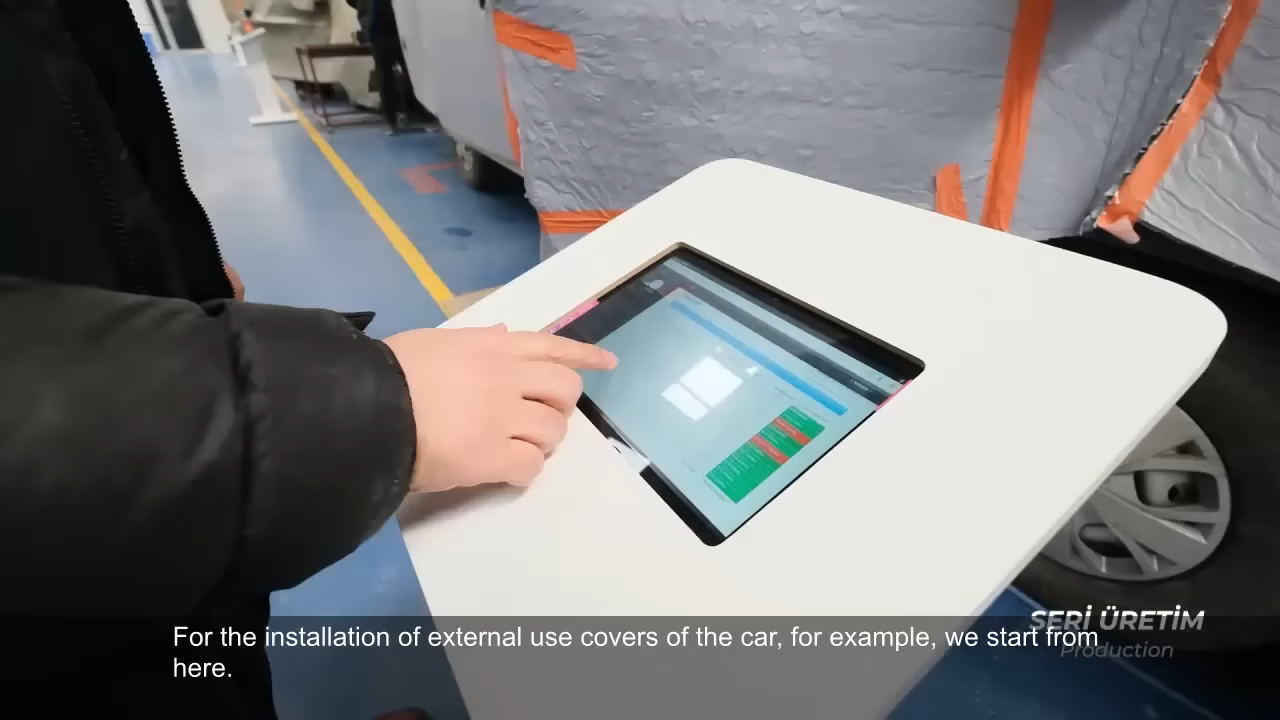 For the installation of external use covers of the car, for example, we start from
here.
SERİ ÜRETİM
Production